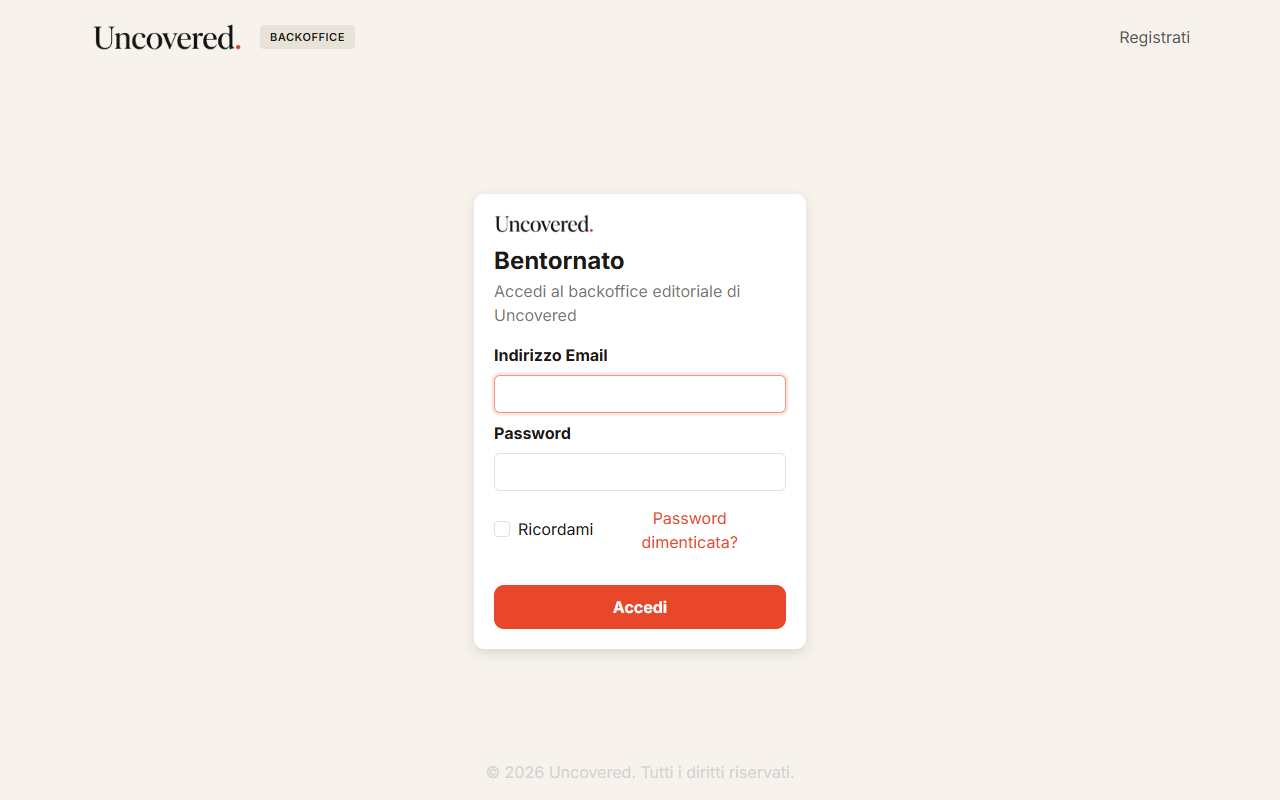 Uncovered.
BACKOFFICE
Registrati
Uncovered.
Bentornato
Accedi al backoffice editoriale di
Uncovered
Indirizzo Email
Password
Ricordami
Password
dimenticata?
Accedi
© 2026 Uncovered. Tutti i diritti riservati.